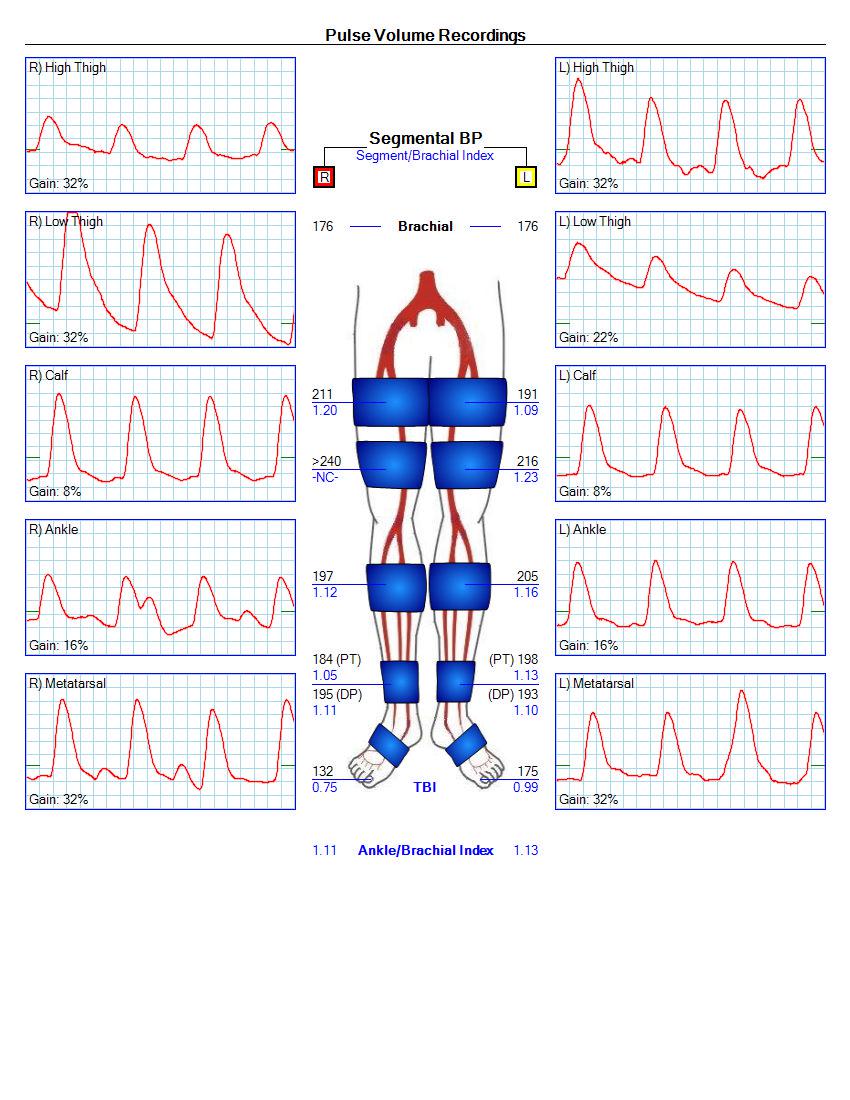 Pulse Volume Recordings
R) High Thigh
Gain: 32%
R) Low Thigh
Gain: 32%
R) Calf
Gain: 8%
R) Ankle
Gain: 16%
R) Metatarsal
Gain: 32%
Segmental BP
Segment/Brachial Index
R
L
176 Brachial 176
211 191
1.20 1.09
>240 216
-NC- 1.23
197 205
1.12 1.16
184 (PT) (PT) 198
1.05 1.13
195 (DP) (DP) 193
1.11 1.10
132 175
0.75 TBI 0.99
1.11 Ankle/Brachial Index 1.13
L) High Thigh
Gain: 32%
L) Low Thigh
Gain: 22%
L) Calf
Gain: 8%
L) Ankle
Gain: 16%
L) Metatarsal
Gain: 32%